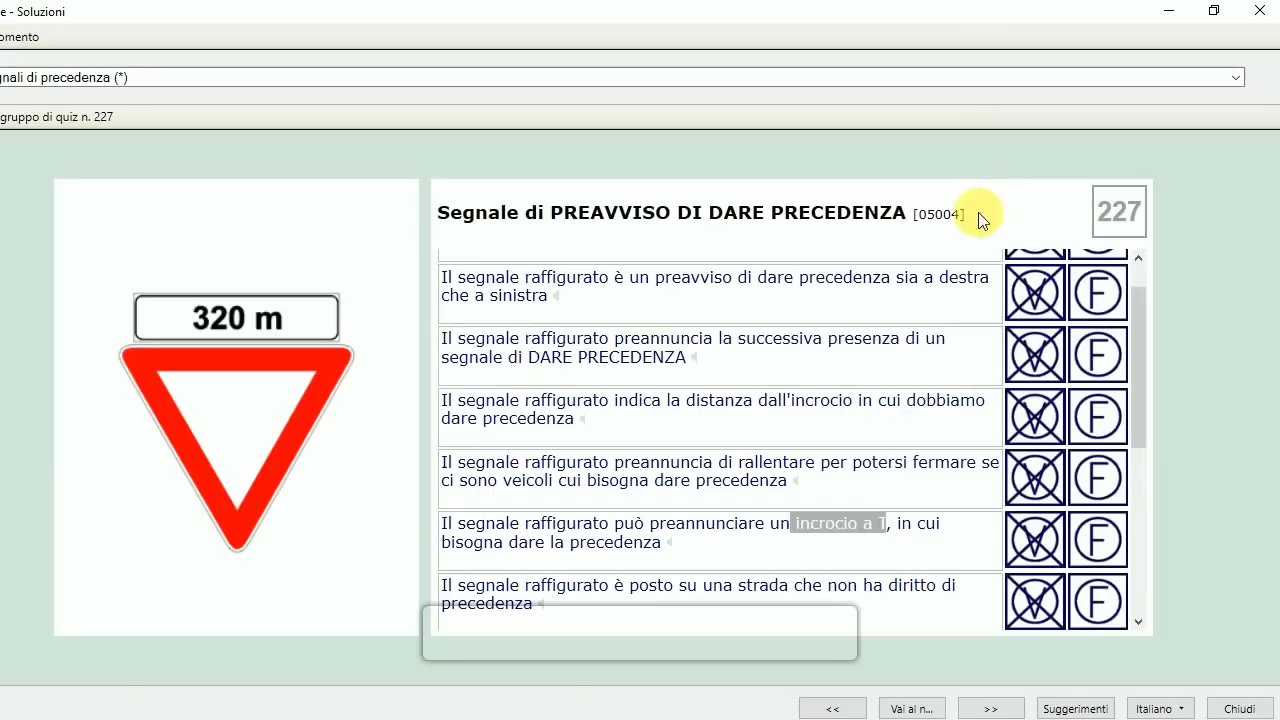 e - Soluzioni
omento
gnali di precedenza (*)
gruppo di quiz n. 227
Segnale di PREAVVISO DI DARE PRECEDENZA [05004]
227
320 m
Il segnale raffigurato è un preavviso di dare precedenza sia a destra
che a sinistra
V F
Il segnale raffigurato preannuncia la successiva presenza di un
segnale di DARE PRECEDENZA
V F
Il segnale raffigurato indica la distanza dall'incrocio in cui dobbiamo
dare precedenza
V F
Il segnale raffigurato preannuncia di rallentare per potersi fermare se
ci sono veicoli cui bisogna dare precedenza
V F
Il segnale raffigurato può preannunciare un incrocio a T, in cui
bisogna dare la precedenza
V F
Il segnale raffigurato è posto su una strada che non ha diritto di
precedenza
V F
<< Vai al n... >> Suggerimenti Italiano Chiudi